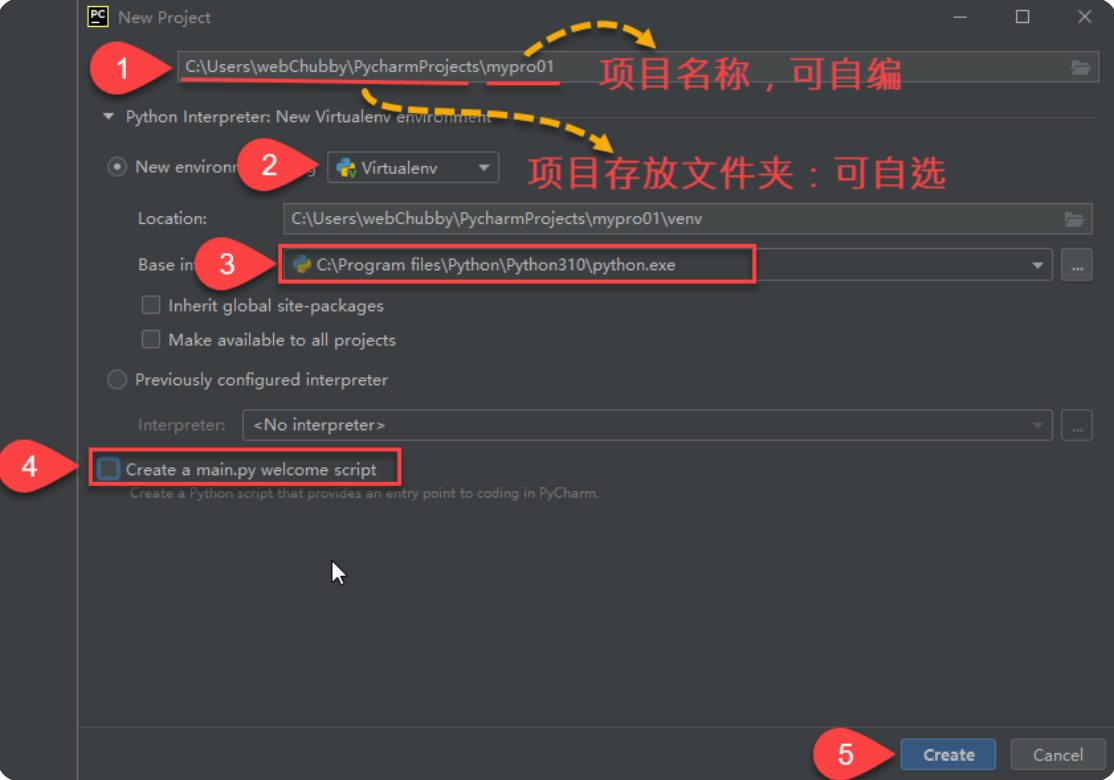 PC New Project
1 C:\Users\webChubby\PycharmProjects\mypro01
项目名称，可自编
Python Interpreter: New Virtualenv environment
New environ 2 g Virtualenv
项目存放文件夹：可自选
Location: C:\Users\webChubby\PycharmProjects\mypro01\venv
Base in 3 C:\Program files\Python\Python310\python.exe ...
Inherit global site-packages
Make available to all projects
Previously configured interpreter
Interpreter: <No interpreter> ...
4 Create a main.py welcome script
Create a Python script that provides an entry point to coding in PyCharm.
5 Create Cancel